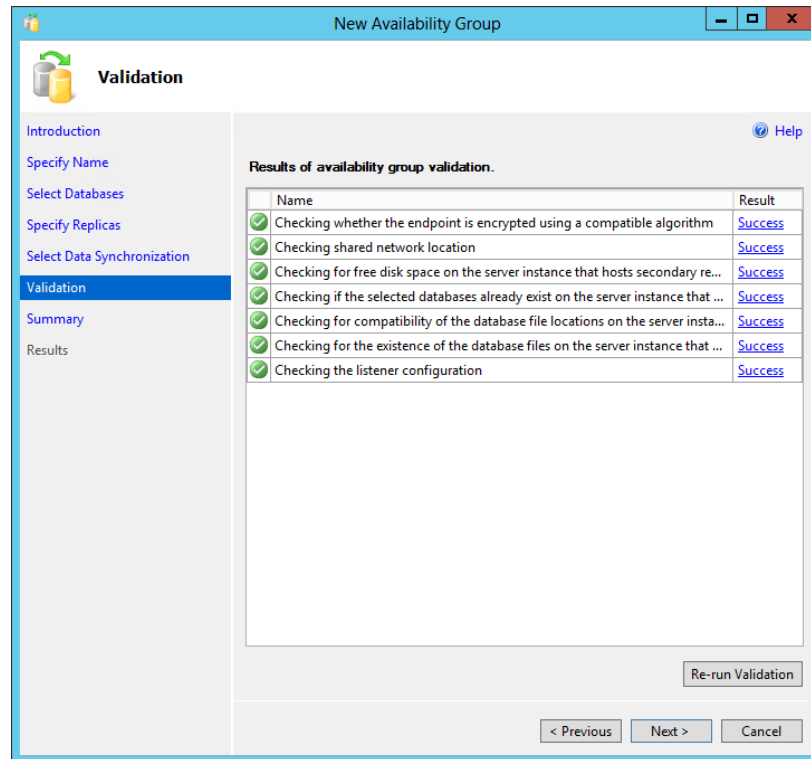 New Availability Group
Validation
Introduction
Specify Name
Select Databases
Specify Replicas
Select Data Synchronization
Validation
Summary
Results
Help
Results of availability group validation.
Name Result
Checking whether the endpoint is encrypted using a compatible algorithm Success
Checking shared network location Success
Checking for free disk space on the server instance that hosts secondary re... Success
Checking if the selected databases already exist on the server instance that ... Success
Checking for compatibility of the database file locations on the server insta... Success
Checking for the existence of the database files on the server instance that ... Success
Checking the listener configuration Success
Re-run Validation
< Previous Next > Cancel